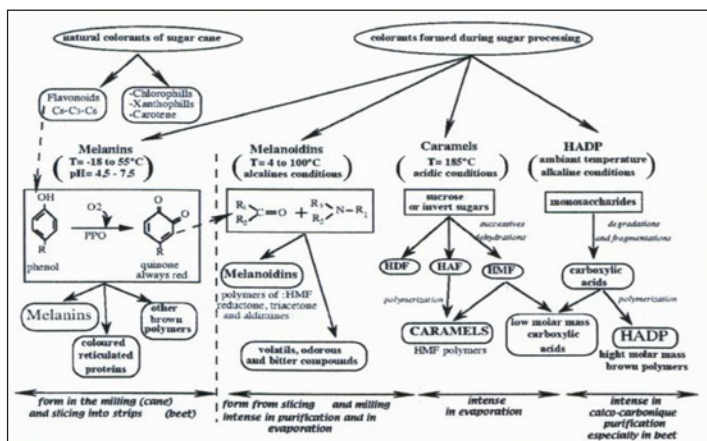 natural colorants of sugar cane
colorants formed during sugar processing
Flavonoids
C6-C3-C6
-Chlorophills
-Xanthophills
-Carotene
Melanins
( T= -18 to 55°C
pH= 4,5 - 7.5 )
Melanoidins
( T= 4 to 100°C
alcalines conditions )
Caramels
( T= 185°C
acidic conditions )
HADP
( ambiant temperature
alkaline conditions )
OH
R
phenol
O2
PPO
O
O
R
quinone
always red
R1
R2
C=O
+
R3
R2
N-R1
sucrose
or invert sugars
monosaccharides
successives
dehydrations
degradations
and fragmentations
HDF
HAF
HMF
carboxylic
acids
Melanoidins
polymers of :HMF
reductone, triacetone
and aldimines
polymerization
polymerization
Melanins
other
brown
polymers
coloured
reticulated
proteins
volatils, odorous
and bitter compounds
CARAMELS
HMF polymers
low molar mass
carboxylic
acids
HADP
hight molar mass
brown polymers
form in the milling (cane)
and slicing into strips (beet)
form from slicing and milling
intense in purification and in
evaporation
intense
in evaporation
intense in
calco-carbonique
purification
especially in beet